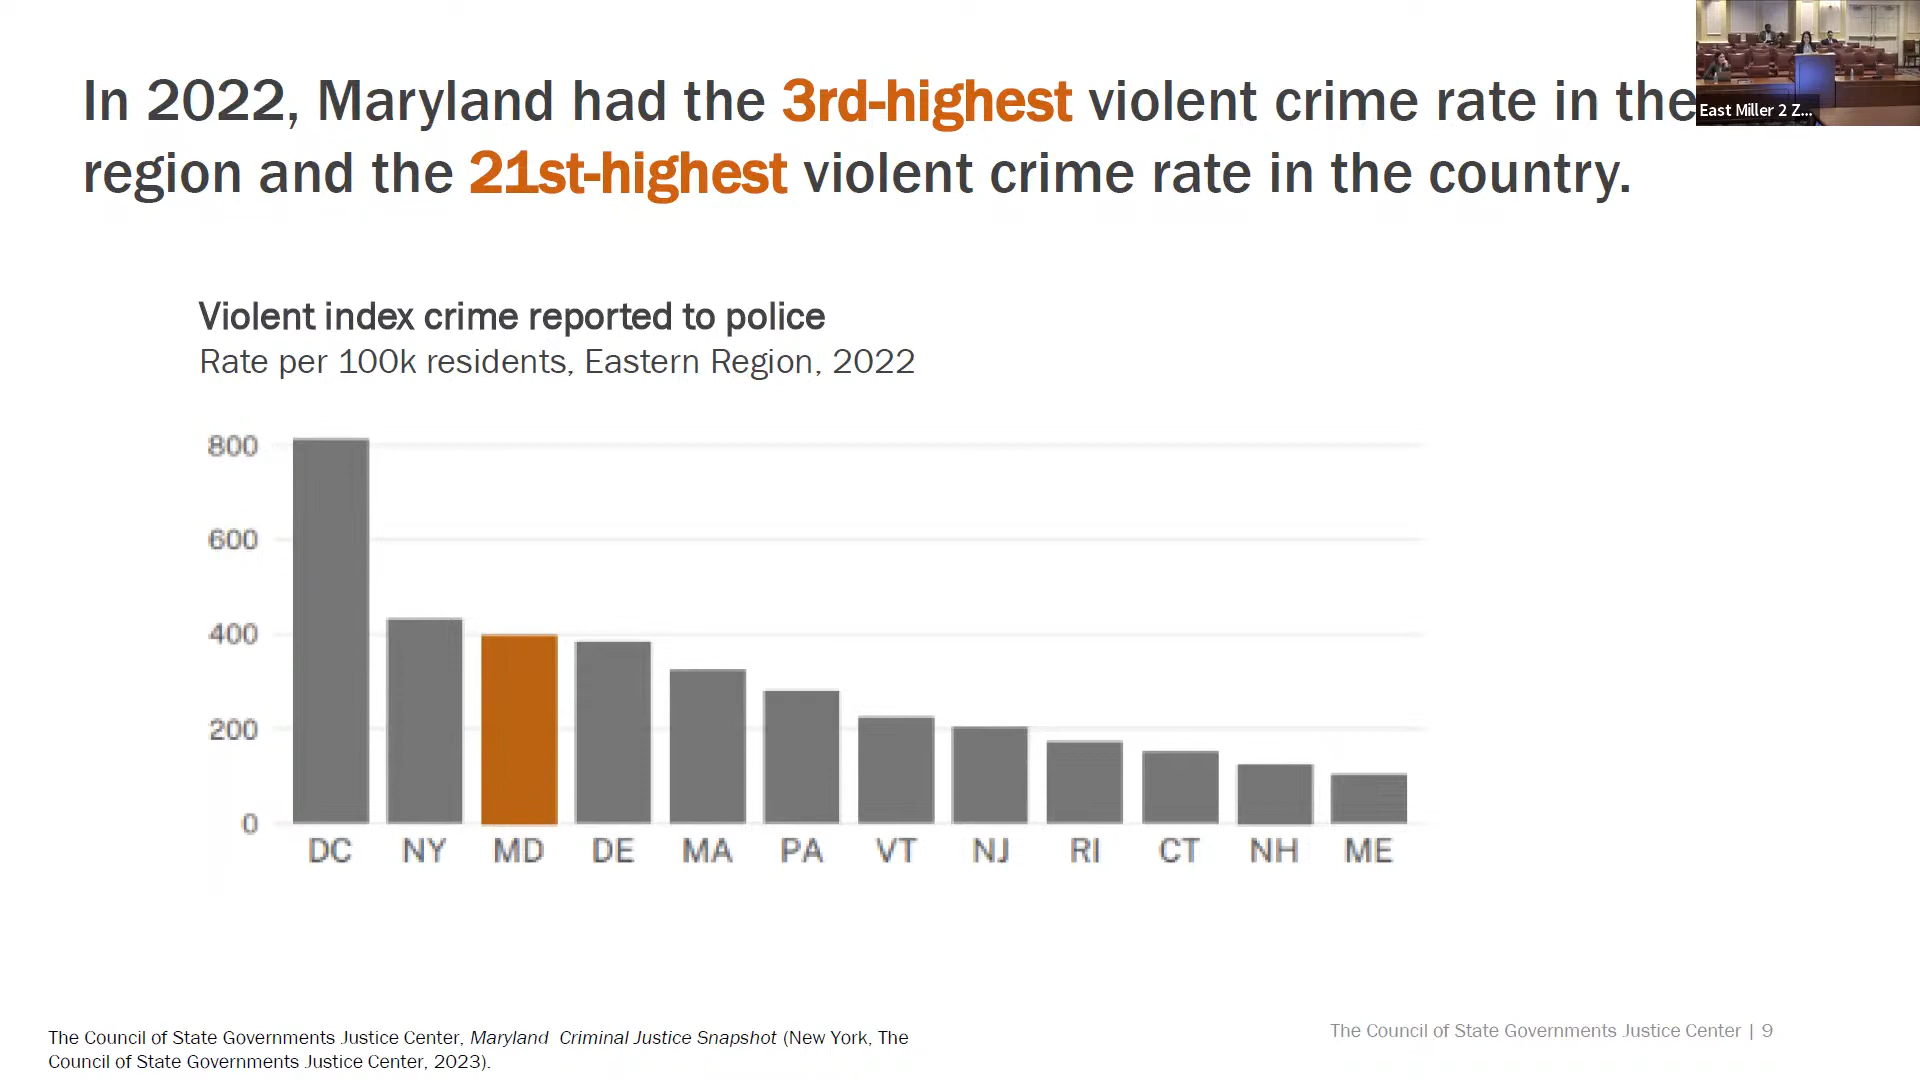 In 2022, Maryland had the 3rd-highest violent crime rate in the
region and the 21st-highest violent crime rate in the country.
East Miller 2 Z...
Violent index crime reported to police
Rate per 100k residents, Eastern Region, 2022
800
600
400
200
0
DC NY MD DE MA PA VT NJ RI CT NH ME
The Council of State Governments Justice Center, Maryland Criminal Justice Snapshot (New York, The
Council of State Governments Justice Center, 2023).
The Council of State Governments Justice Center | 9